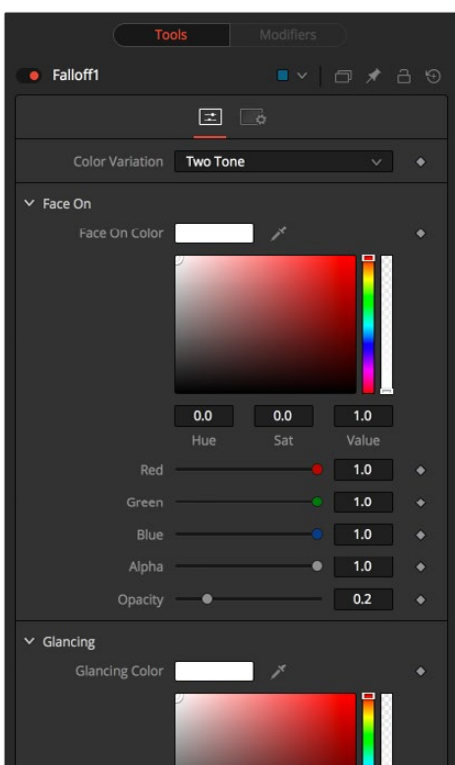 Tools Modifiers
Falloff1
Color Variation Two Tone
Face On
Face On Color
0.0 0.0 1.0
Hue Sat Value
Red 1.0
Green 1.0
Blue 1.0
Alpha 1.0
Opacity 0.2
Glancing
Glancing Color